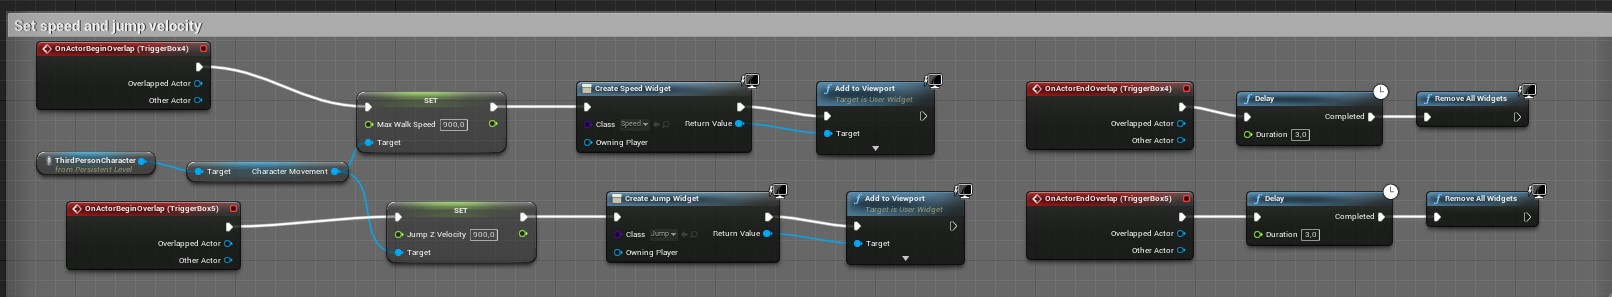 Set speed and jump velocity
OnActorBeginOverlap (TriggerBox4)
Overlapped Actor
Other Actor
SET
Max Walk Speed 900,0
Target
Create Speed Widget
Class Speed
Return Value
Owning Player
Add to Viewport
Target is User Widget
Target
OnActorEndOverlap (TriggerBox4)
Overlapped Actor
Other Actor
Delay
Completed
Duration 3,0
Remove All Widgets
ThirdPersonCharacter
from Persistent Level
Target Character Movement
OnActorBeginOverlap (TriggerBox5)
Overlapped Actor
Other Actor
SET
Jump Z Velocity 900,0
Target
Create Jump Widget
Class Jump
Return Value
Owning Player
Add to Viewport
Target is User Widget
Target
OnActorEndOverlap (TriggerBox5)
Overlapped Actor
Other Actor
Delay
Completed
Duration 3,0
Remove All Widgets